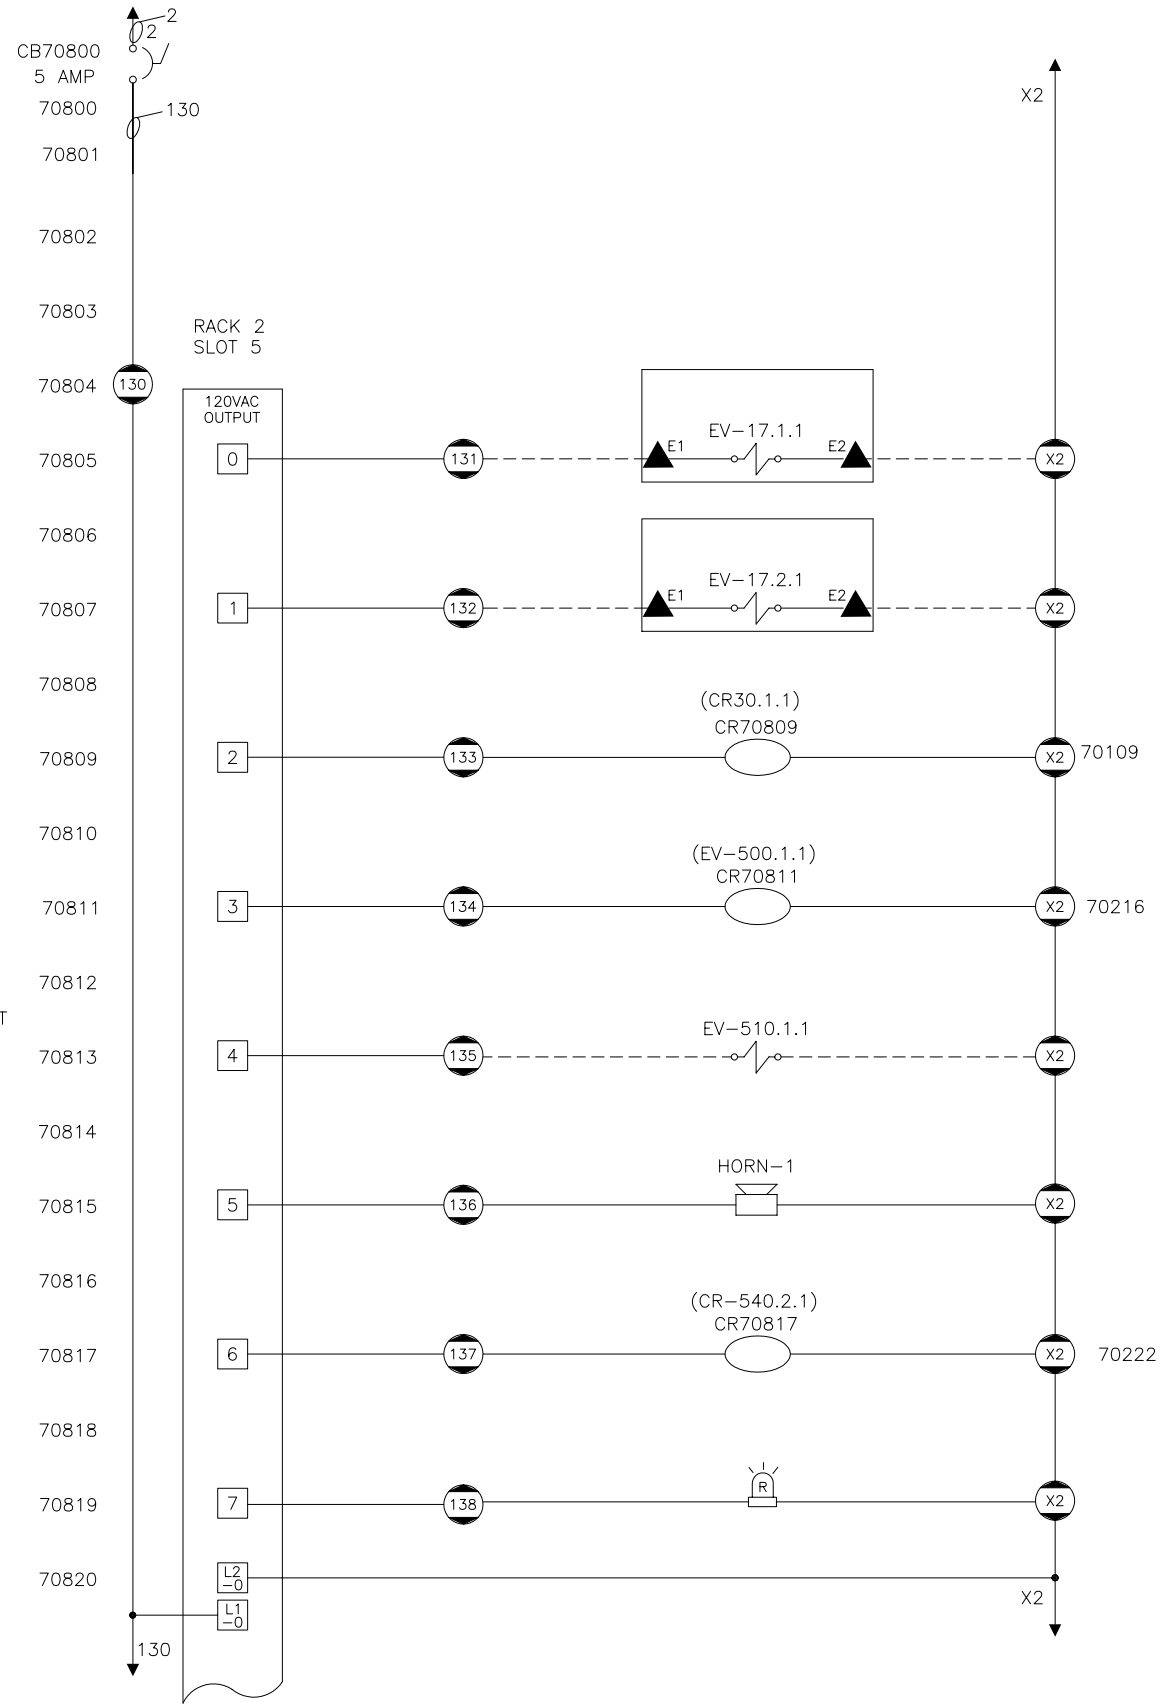 2
2
CB70800
5 AMP
X2
70800
130
70801
70802
70803
RACK 2
SLOT 5
70804
130
120VAC
OUTPUT
70805
0
131
E1
EV-17.1.1
E2
X2
70806
70807
1
132
E1
EV-17.2.1
E2
X2
70808
(CR30.1.1)
CR70809
70809
2
133
X2
70109
70810
(EV-500.1.1)
CR70811
70811
3
134
X2
70216
70812
T
EV-510.1.1
70813
4
135
X2
70814
HORN-1
70815
5
136
X2
70816
(CR-540.2.1)
CR70817
70817
6
137
X2
70222
70818
R
70819
7
138
X2
70820
L2
-0
X2
L1
-0
130